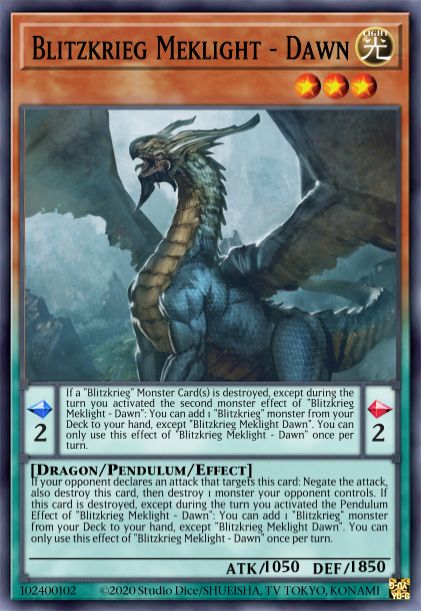 Blitzkrieg Meklight - Dawn
LIGHT
光
If a "Blitzkrieg" Monster Card(s) is destroyed, except during the
turn you activated the second monster effect of "Blitzkrieg
Meklight - Dawn": You can add 1 "Blitzkrieg" monster from your
Deck to your hand, except "Blitzkrieg Meklight Dawn". You can
only use this effect of "Blitzkrieg Meklight - Dawn" once per
turn.
2
2
[Dragon/Pendulum/Effect]
If your opponent declares an attack that targets this card: Negate the attack,
also destroy this card, then destroy 1 monster your opponent controls. If
this card is destroyed, except during the turn you activated the Pendulum
Effect of "Blitzkrieg Meklight - Dawn": You can add 1 "Blitzkrieg" monster
from your Deck to your hand, except "Blitzkrieg Meklight Dawn". You can
only use this effect of "Blitzkrieg Meklight - Dawn" once per turn.
ATK/1050 DEF/1850
102400102
©2020 Studio Dice/SHUEISHA, TV TOKYO, KONAMI